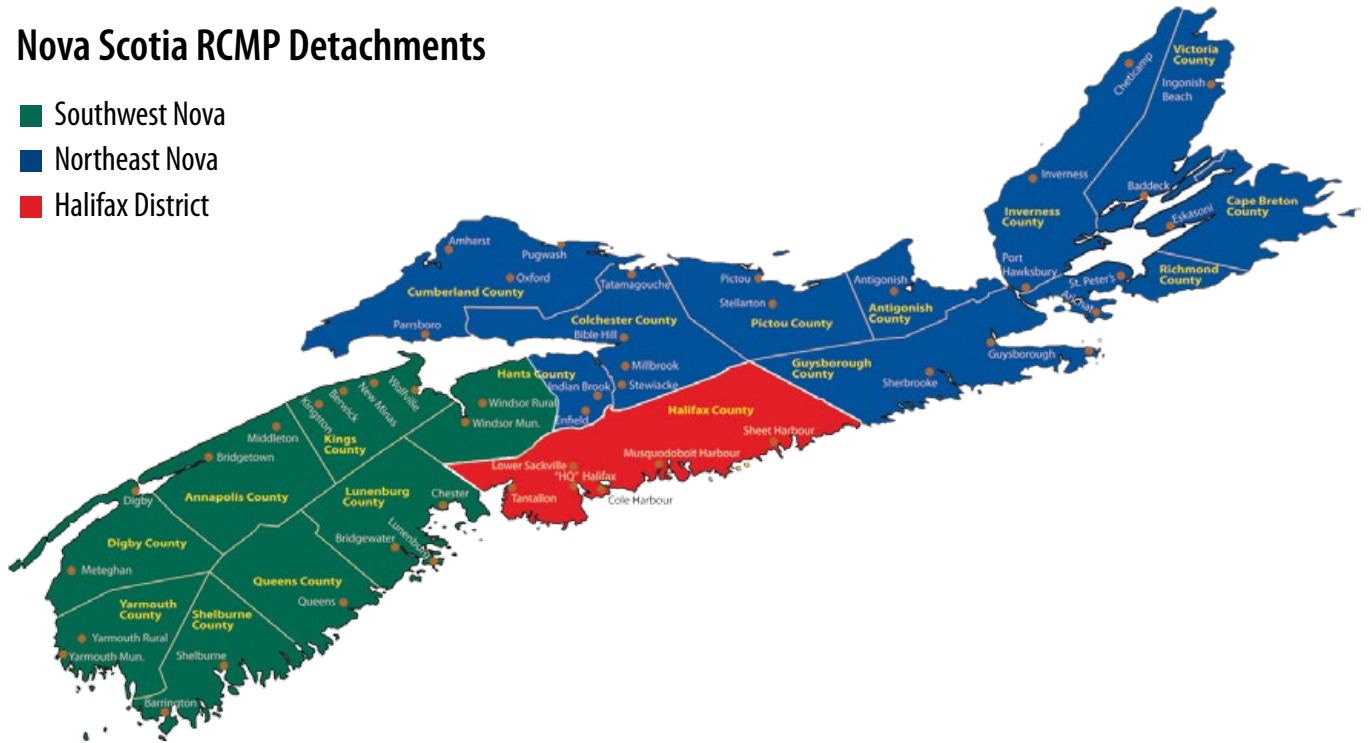 Nova Scotia RCMP Detachments
Southwest Nova
Northeast Nova
Halifax District
Victoria
County
Cheticamp
Ingonish
Beach
Inverness
Baddeck
Inverness
County
Eskasoni
Cape Breton
County
Port
Hawksbury
St. Peter's
Richmond
County
Arichat
Amherst
Pugwash
Oxford
Cumberland County
Tatamagouche
Pictou
Antigonish
Stellarton
Antigonish
County
Parrsboro
Colchester County
Pictou County
Bible Hill
Guysborough
Guysborough
County
Millbrook
Sherbrooke
Hants County
Indian Brook
Stewiacke
Enfield
Windsor Rural
Windsor Mun.
Wolfville
New Minas
Berwick
Kingston
Kings
County
Middleton
Bridgetown
Halifax County
Sheet Harbour
Musquodoboit Harbour
Lower Sackville
"HQ" Halifax
Tantallon
Cole Harbour
Digby
Annapolis County
Lunenburg
County
Chester
Lunenburg
Bridgewater
Digby County
Meteghan
Queens County
Queens
Yarmouth
County
Shelburne
County
Yarmouth Rural
Yarmouth Mun.
Shelburne
Barrington